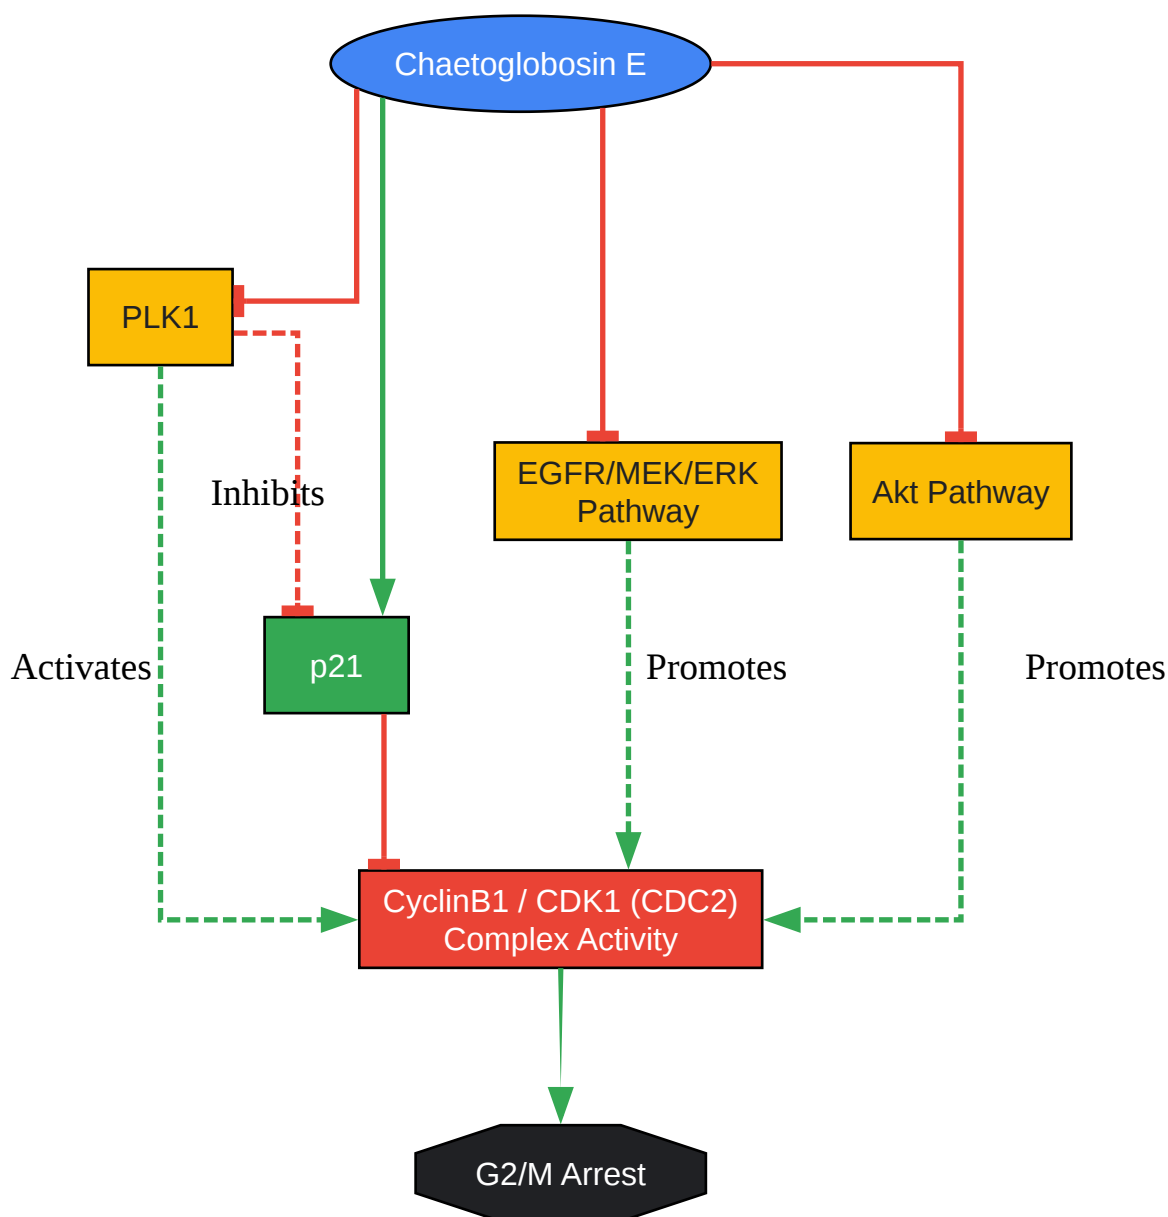 Chaetoglobosin E
PLK1
EGFR/MEK/ERK
Pathway
Akt Pathway
Inhibits
Activates
p21
Promotes
Promotes
CyclinB1 / CDK1 (CDC2)
Complex Activity
G2/M Arrest